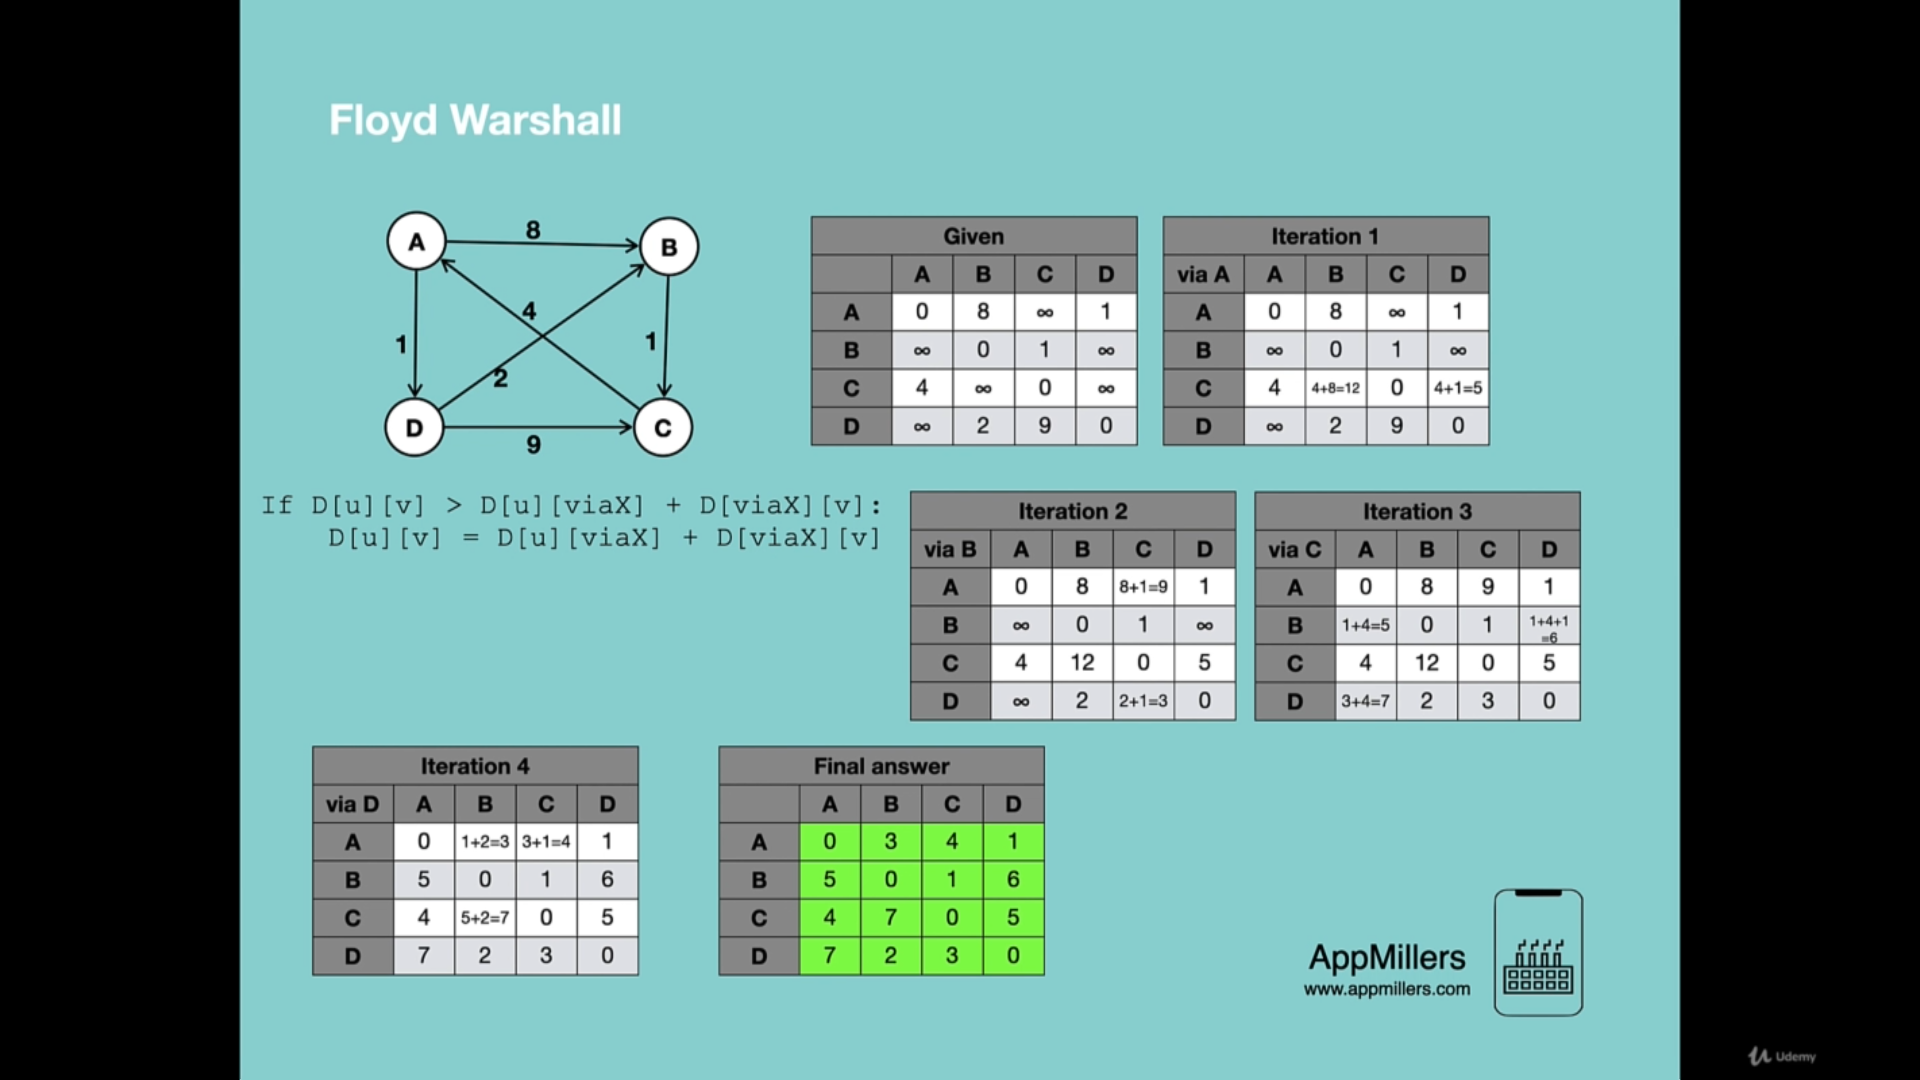 Floyd Warshall
A
8
B
4
1
1
2
D
9
C
If D[u][v] > D[u][viaX] + D[viaX][v]:
D[u][v] = D[u][viaX] + D[viaX][v]
Given
A B C D
A 0 8 ∞ 1
B ∞ 0 1 ∞
C 4 ∞ 0 ∞
D ∞ 2 9 0
Iteration 1
via A A B C D
A 0 8 ∞ 1
B ∞ 0 1 ∞
C 4 4+8=12 0 4+1=5
D ∞ 2 9 0
Iteration 2
via B A B C D
A 0 8 8+1=9 1
B ∞ 0 1 ∞
C 4 12 0 5
D ∞ 2 2+1=3 0
Iteration 3
via C A B C D
A 0 8 9 1
B 1+4=5 0 1 1+4+1
=6
C 4 12 0 5
D 3+4=7 2 3 0
Iteration 4
via D A B C D
A 0 1+2=3 3+1=4 1
B 5 0 1 6
C 4 5+2=7 0 5
D 7 2 3 0
Final answer
A B C D
A 0 3 4 1
B 5 0 1 6
C 4 7 0 5
D 7 2 3 0
AppMillers
www.appmillers.com
Udemy